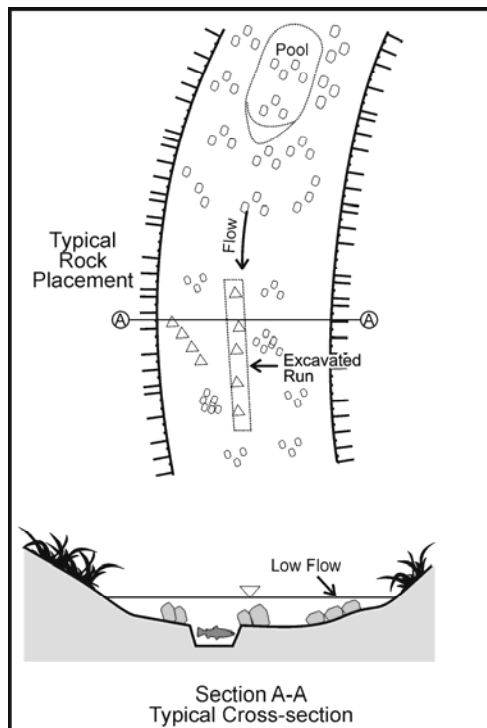 Pool
Flow
Typical
Rock
Placement
A
A
Excavated
Run
Low Flow
Section A-A
Typical Cross-section